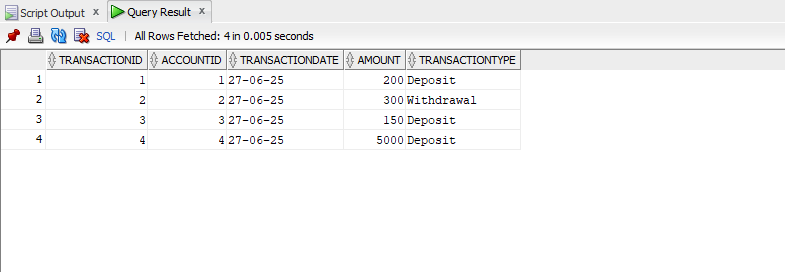 Script Output x Query Result x
SQL | All Rows Fetched: 4 in 0.005 seconds
TRANSACTIONID ACCOUNTID TRANSACTIONDATE AMOUNT TRANSACTIONTYPE
1 1 1 27-06-25 200 Deposit
2 2 2 27-06-25 300 Withdrawal
3 3 3 27-06-25 150 Deposit
4 4 4 27-06-25 5000 Deposit